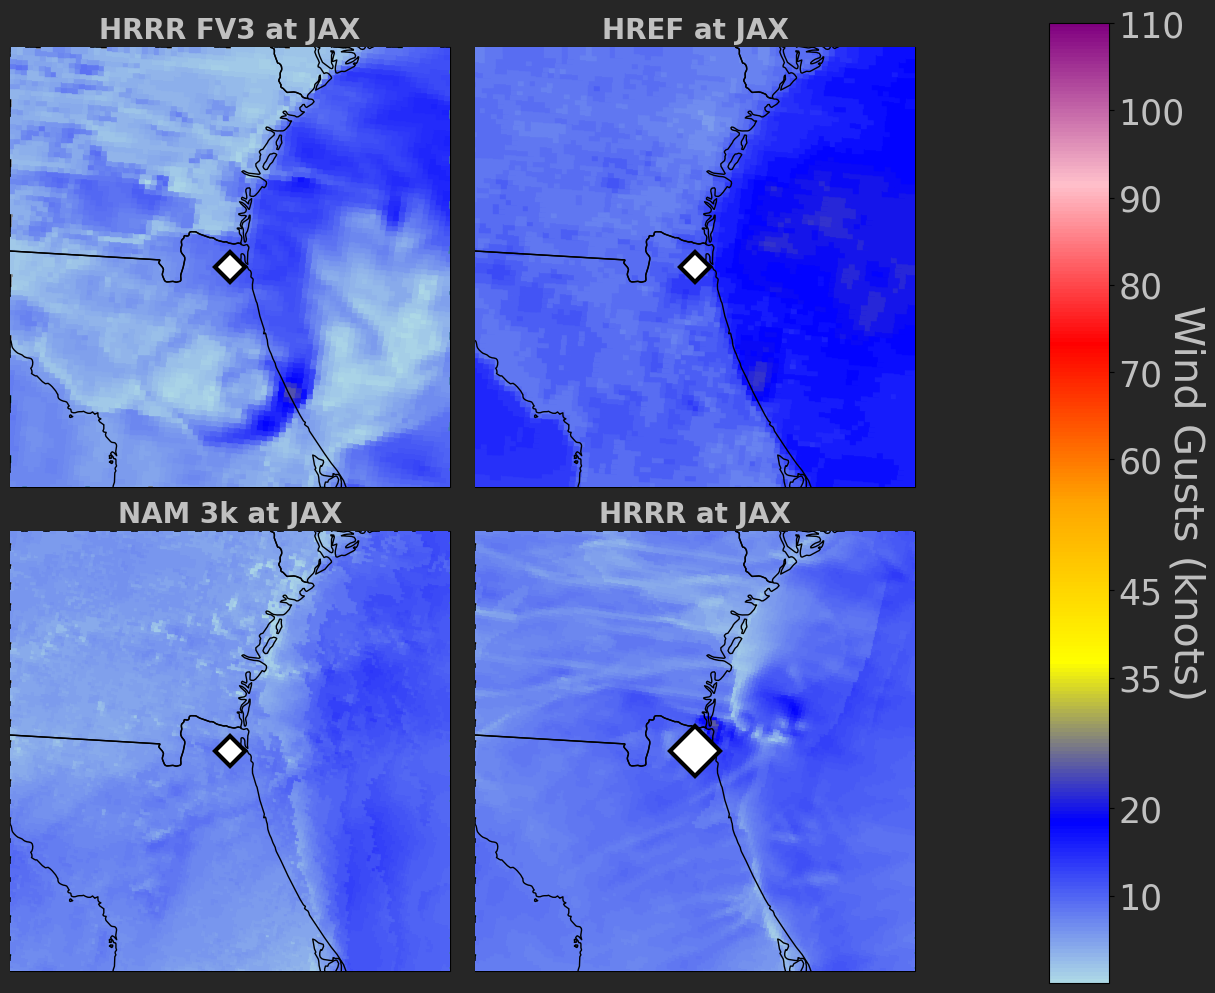 HRRR FV3 at JAX
HREF at JAX
NAM 3k at JAX
HRRR at JAX
110
100
90
80
70
60
45
35
20
10
Wind Gusts (knots)